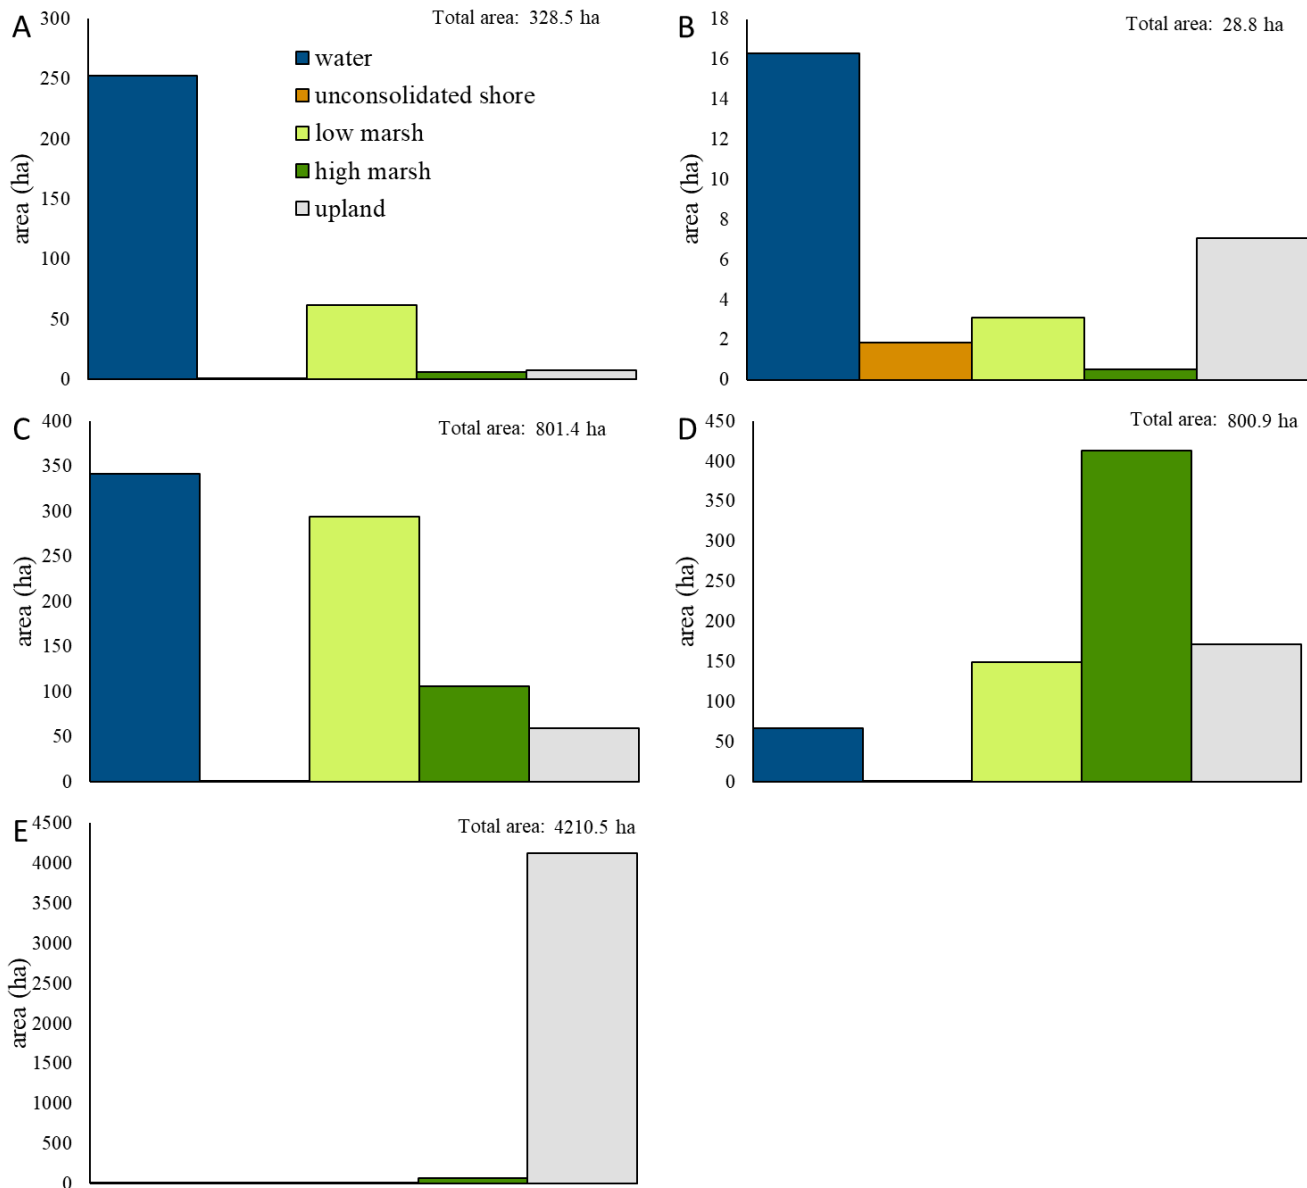 A
Total area: 328.5 ha
300
250
200
150
100
50
0
area (ha)
water
unconsolidated shore
low marsh
high marsh
upland
B
Total area: 28.8 ha
18
16
14
12
10
8
6
4
2
0
area (ha)
C
Total area: 801.4 ha
400
350
300
250
200
150
100
50
0
area (ha)
D
Total area: 800.9 ha
450
400
350
300
250
200
150
100
50
0
area (ha)
E
Total area: 4210.5 ha
4500
4000
3500
3000
2500
2000
1500
1000
500
0
area (ha)